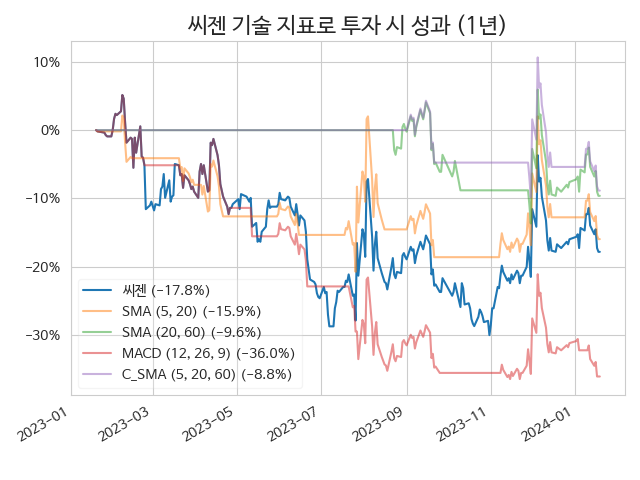 씨젠 기술 지표로 투자 시 성과 (1년)
10%
0%
−10%
−20%
−30%
씨젠 (−17.8%)
SMA (5, 20) (−15.9%)
SMA (20, 60) (−9.6%)
MACD (12, 26, 9) (−36.0%)
C_SMA (5, 20, 60) (−8.8%)
2023−01
2023−03
2023−05
2023−07
2023−09
2023−11
2024−01